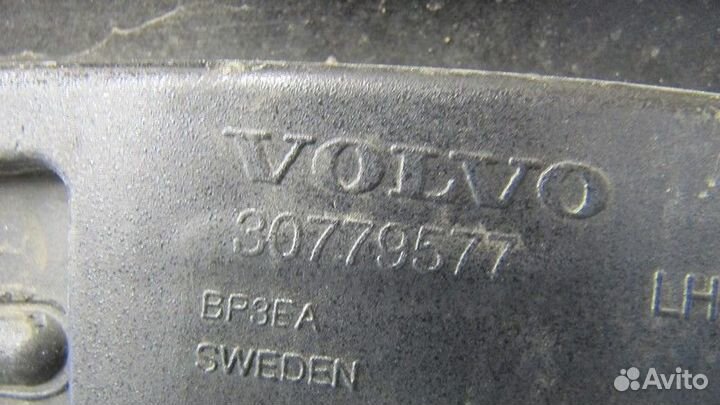 VOLVO
30779577
LH
BP3EA
SWEDEN
Avito